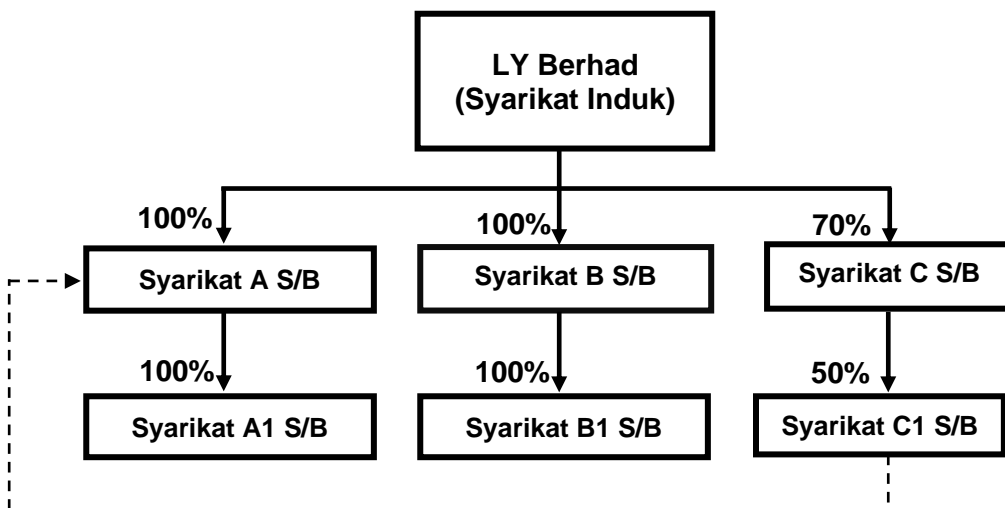 LY Berhad
(Syarikat Induk)
100%
100%
70%
Syarikat A S/B
Syarikat B S/B
Syarikat C S/B
100%
100%
50%
Syarikat A1 S/B
Syarikat B1 S/B
Syarikat C1 S/B